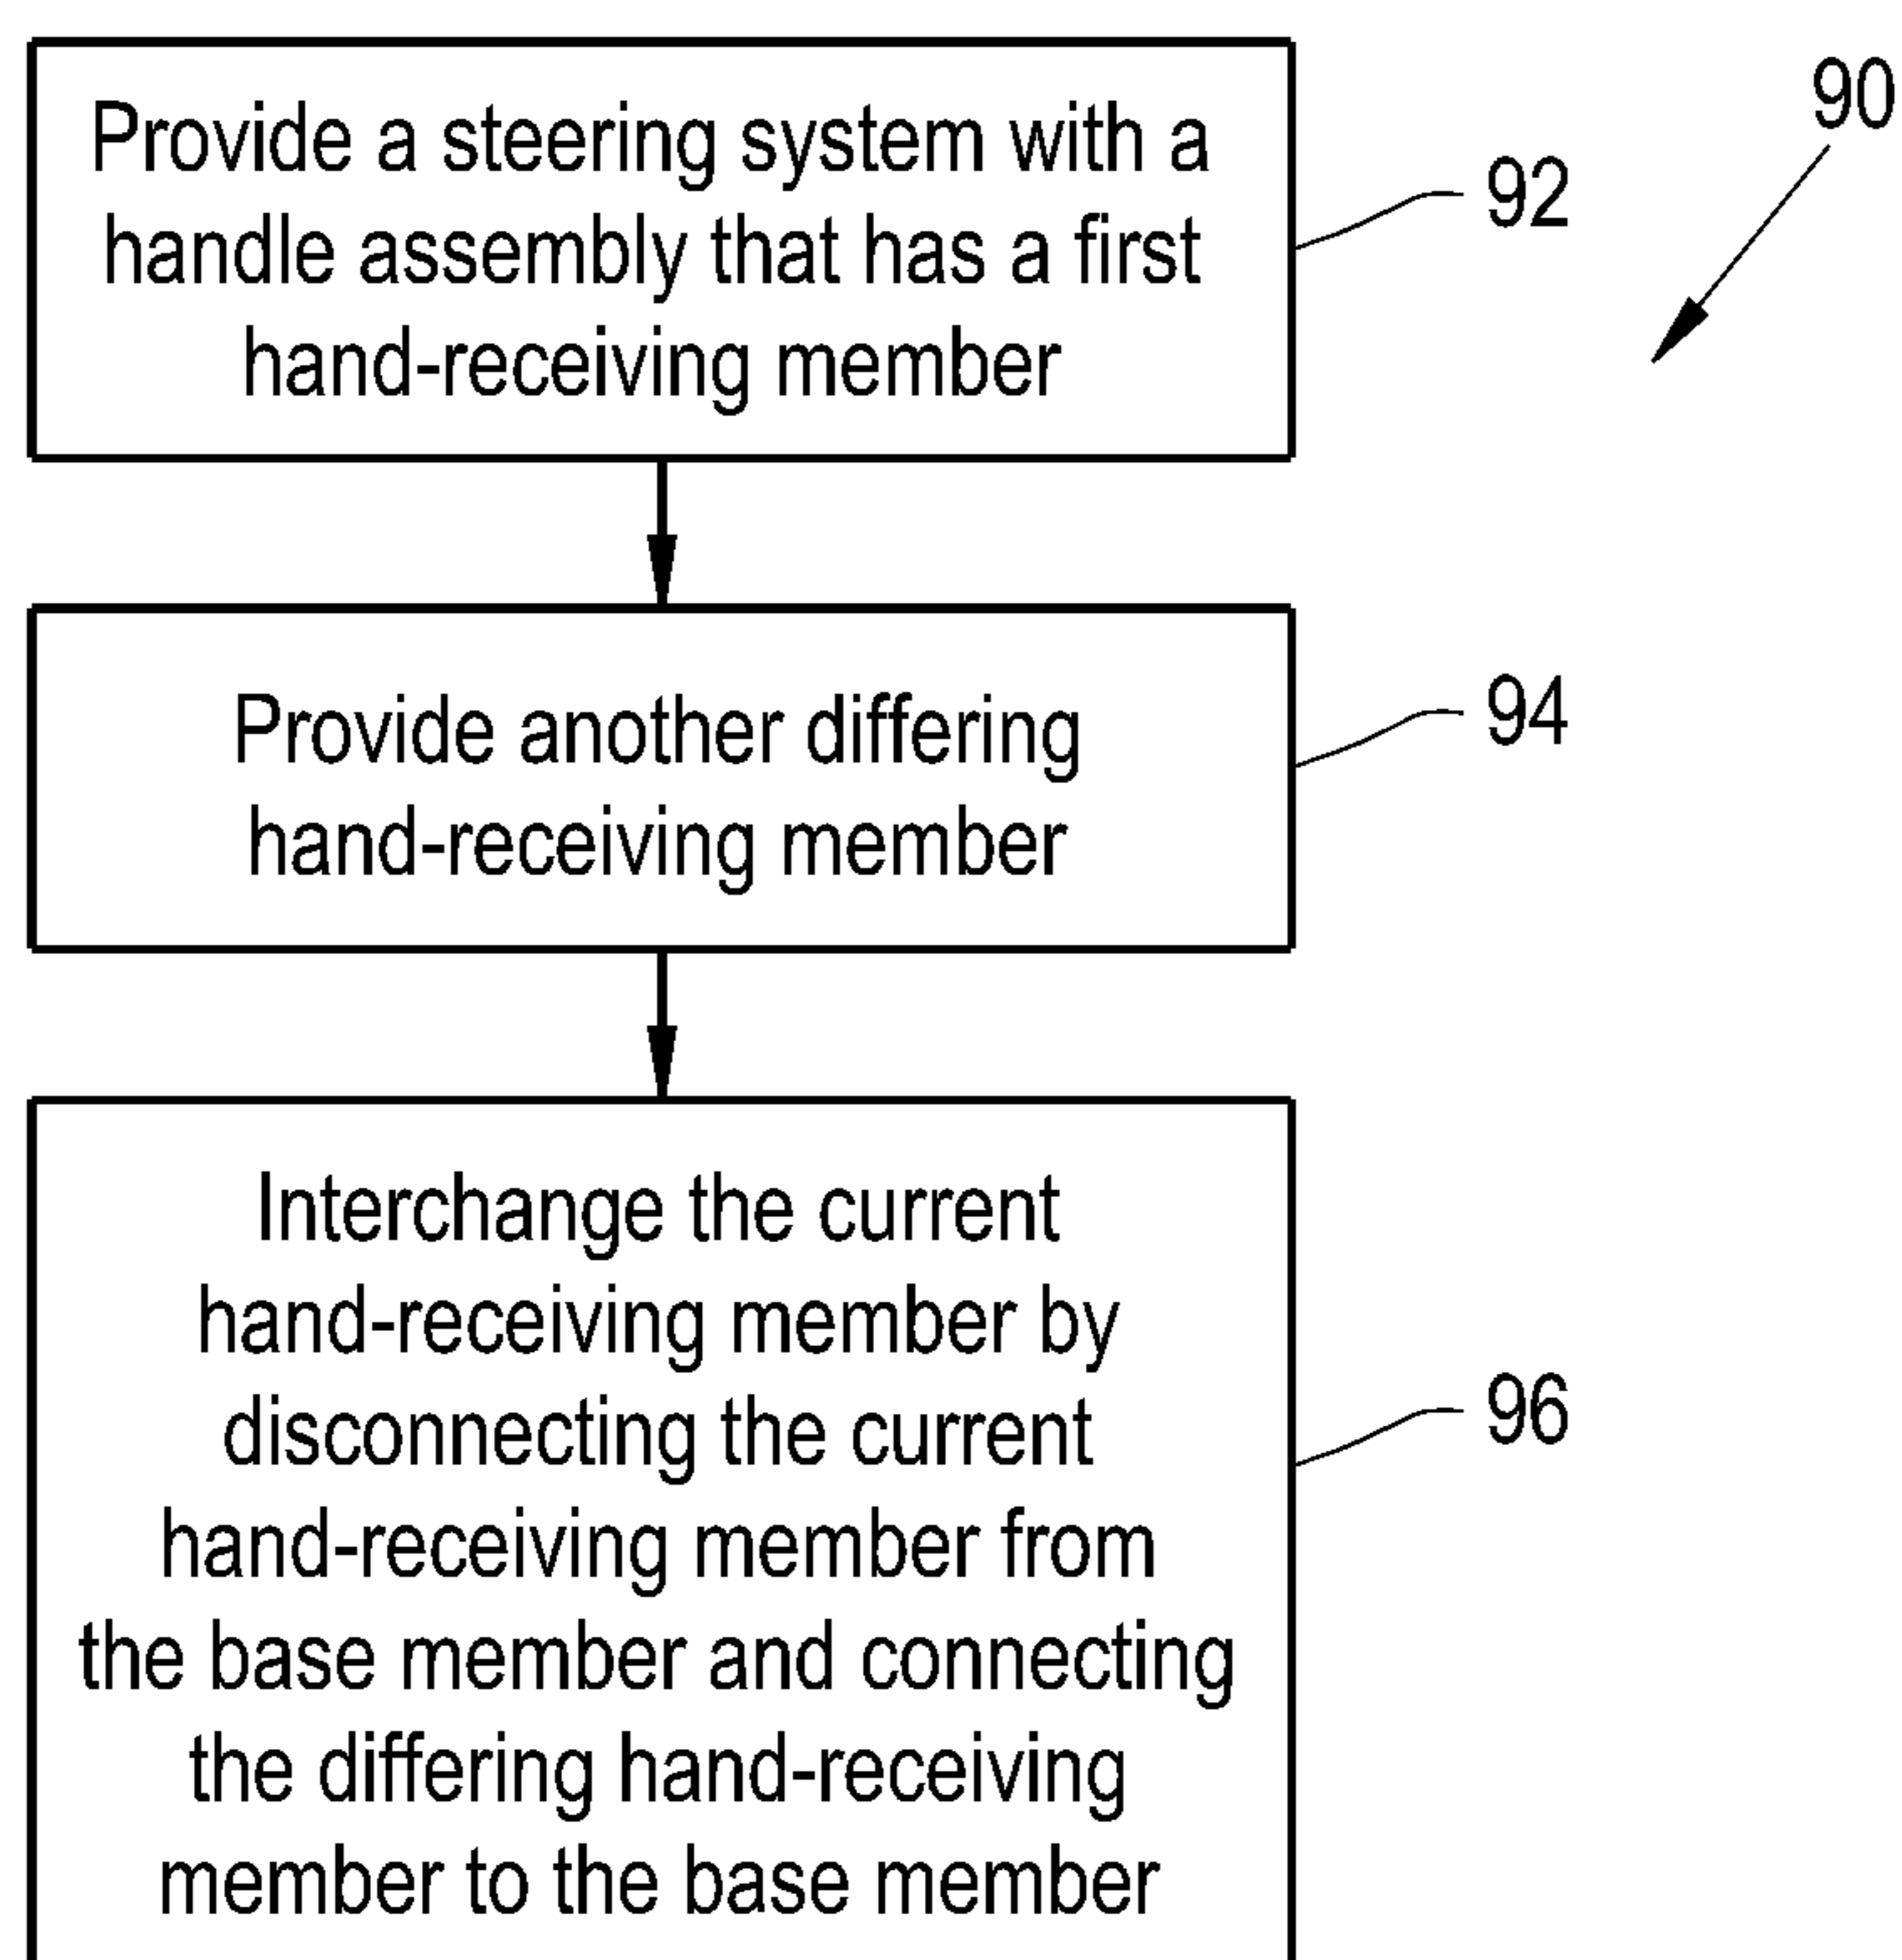 90
Provide a steering system with a
handle assembly that has a first
hand-receiving member
92
Provide another differing
hand-receiving member
94
Interchange the current
hand-receiving member by
disconnecting the current
hand-receiving member from
the base member and connecting
the differing hand-receiving
member to the base member
96